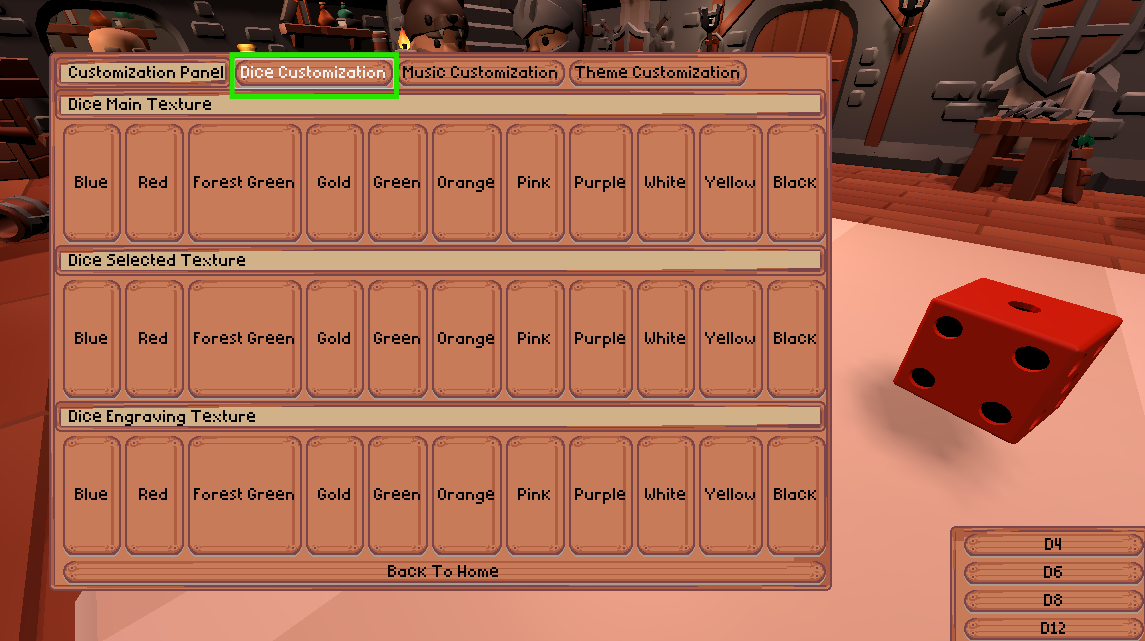 Customization Panel Dice Customization Music Customization Theme Customization
Dice Main Texture
Blue Red Forest Green Gold Green Orange Pink Purple White Yellow Black
Dice Selected Texture
Blue Red Forest Green Gold Green Orange Pink Purple White Yellow Black
Dice Engraving Texture
Blue Red Forest Green Gold Green Orange Pink Purple White Yellow Black
Back To Home
D4
D6
D8
D12